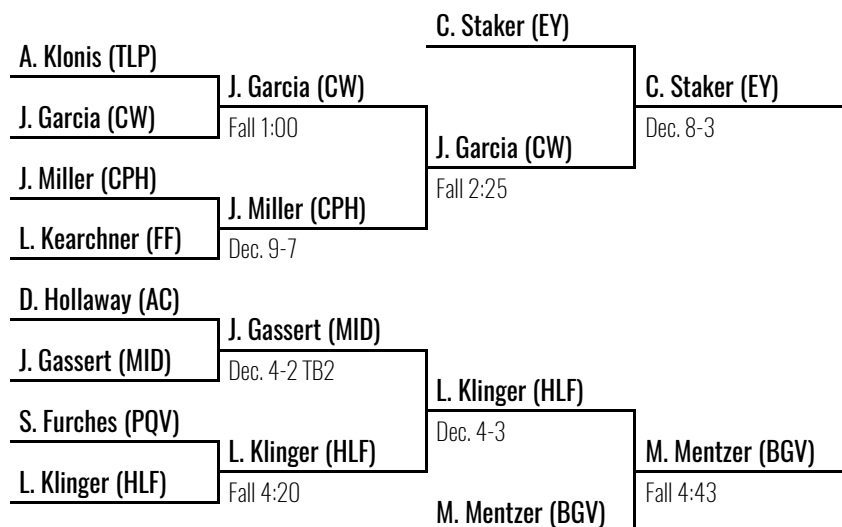 A. Klonis (TLP)
J. Garcia (CW)
J. Miller (CPH)
L. Kearchner (FF)
D. Hollaway (AC)
J. Gassert (MID)
S. Furches (PQV)
L. Klinger (HLF)
J. Garcia (CW)
Fall 1:00
J. Miller (CPH)
Dec. 9-7
J. Gassert (MID)
Dec. 4-2 TB2
L. Klinger (HLF)
Fall 4:20
C. Staker (EY)
J. Garcia (CW)
Fall 2:25
L. Klinger (HLF)
Dec. 4-3
M. Mentzer (BGV)
C. Staker (EY)
Dec. 8-3
M. Mentzer (BGV)
Fall 4:43